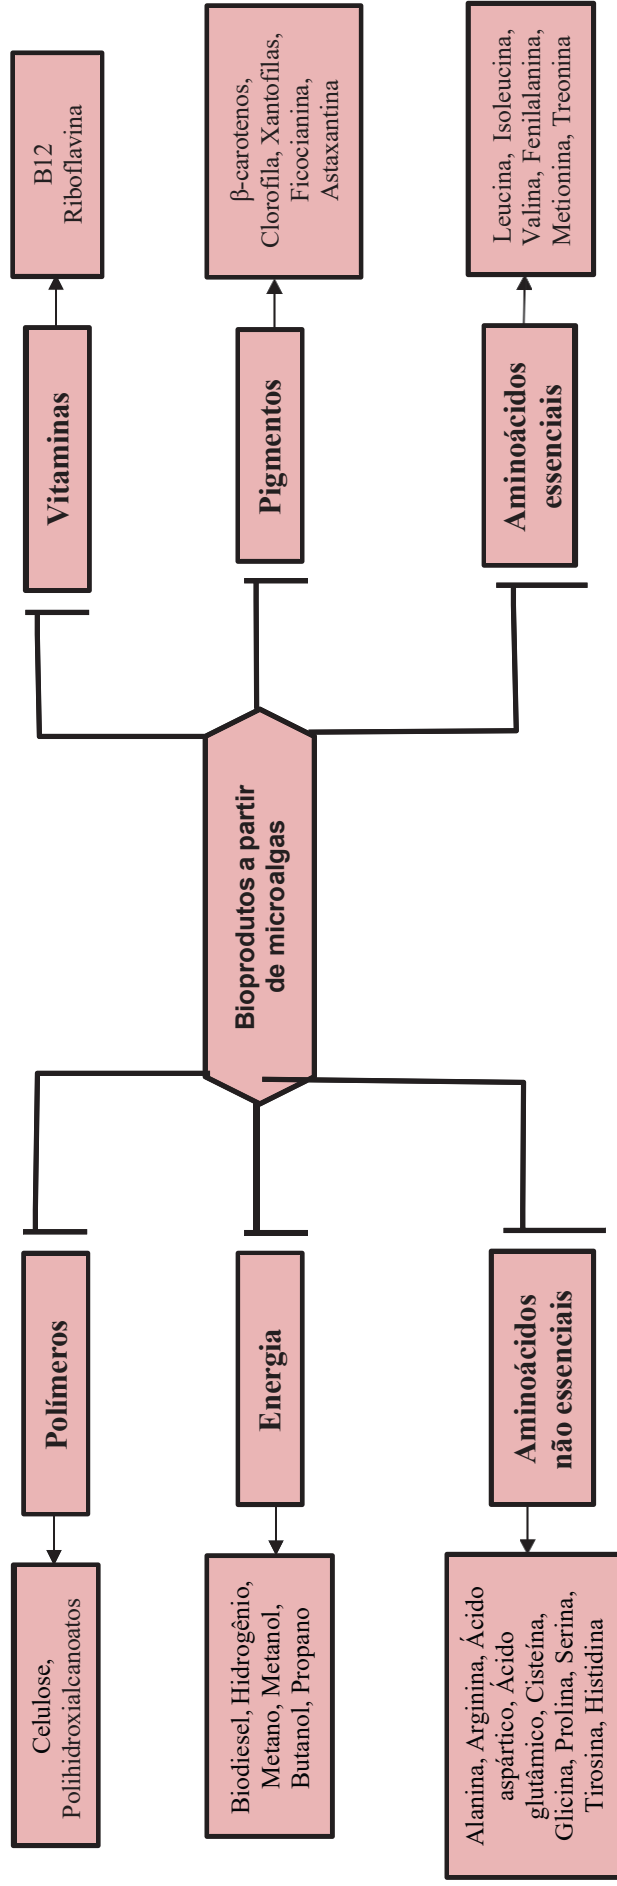 Celulose,
Polihidroxialcanoatos
Polímeros
Vitaminas
B12
Riboflavina
Biodiesel, Hidrogênio,
Metano, Metanol,
Butanol, Propano
Energia
Bioprodutos a partir
de microalgas
Pigmentos
β-carotenos,
Clorofila, Xantofilas,
Ficocianina,
Astaxantina
Alanina, Arginina, Ácido
aspártico, Ácido
glutâmico, Cisteína,
Glicina, Prolina, Serina,
Tirosina, Histidina
Aminoácidos
não essenciais
Aminoácidos
essenciais
Leucina, Isoleucina,
Valina, Fenilalanina,
Metionina, Treonina